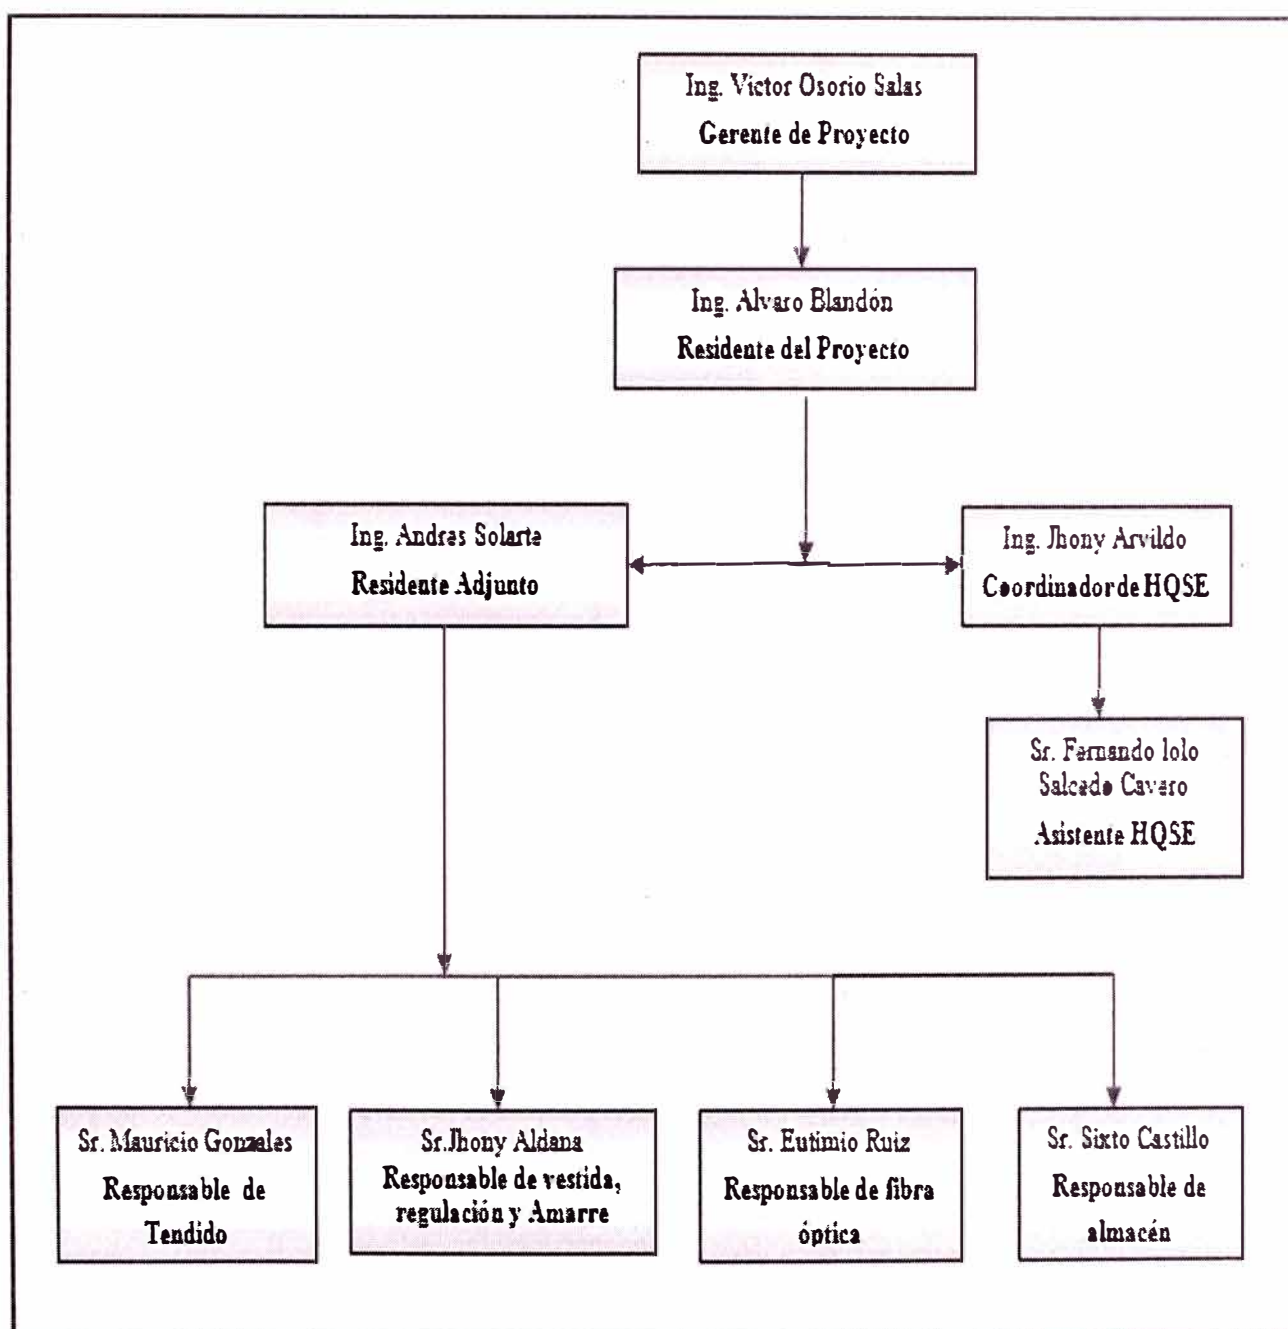 Ing. Víctor Osorio Salas
Gerente de Proyecto
Ing. Alvaro Blandón
Residente del Proyecto
Ing. Andres Solarte
Residente Adjunto
Ing. Jhony Arvildo
Coordinador de HQSE
Sr. Fernando lolo
Salcedo Cavero
Asistente HQSE
Sr. Mauricio Gonzales
Responsable de
Tendido
Sr.Jhony Aldana
Responsable de vestida,
regulación y Amarre
Sr. Eutimio Ruiz
Responsable de fibra
óptica
Sr. Sixto Castillo
Responsable de
almacén